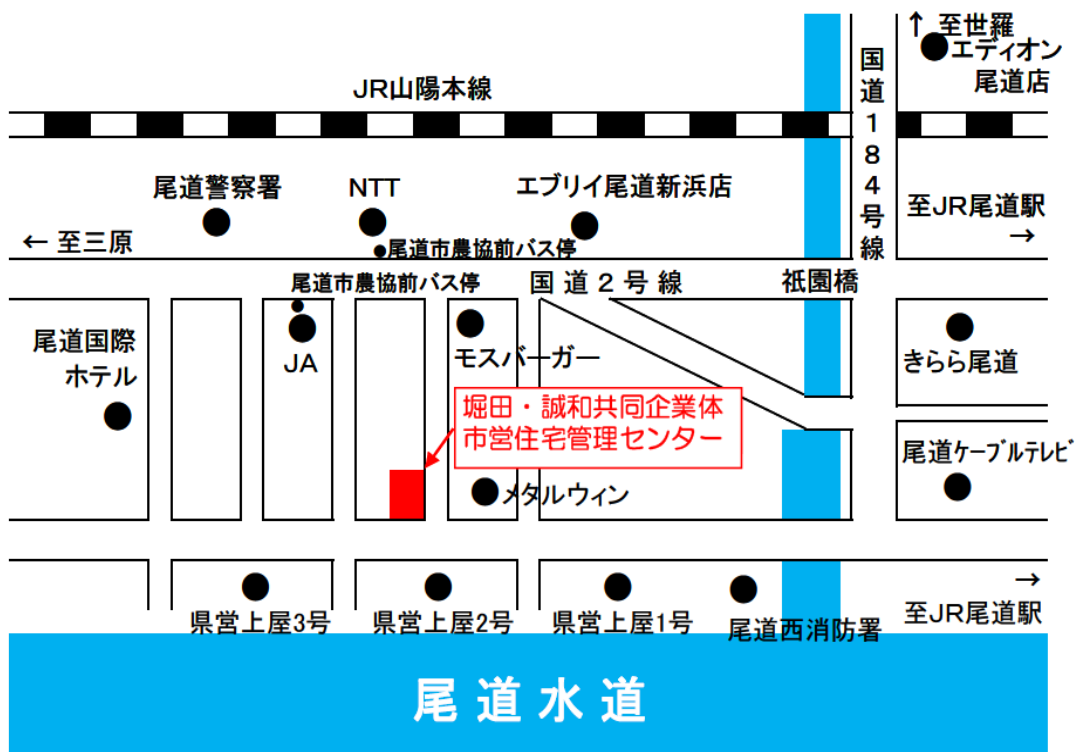 ↑ 至世羅
エディオン
尾道店
国道184号線
JR山陽本線
尾道警察署
NTT
エブリイ尾道新浜店
至JR尾道駅
→
← 至三原
尾道市農協前バス停
尾道市農協前バス停
国道2号線
祇園橋
尾道国際
ホテル
JA
モスバーガー
きらら尾道
堀田・誠和共同企業体
市営住宅管理センター
尾道ケーブルテレビ
メタルウィン
→
至JR尾道駅
県営上屋3号
県営上屋2号
県営上屋1号
尾道西消防署
尾道水道